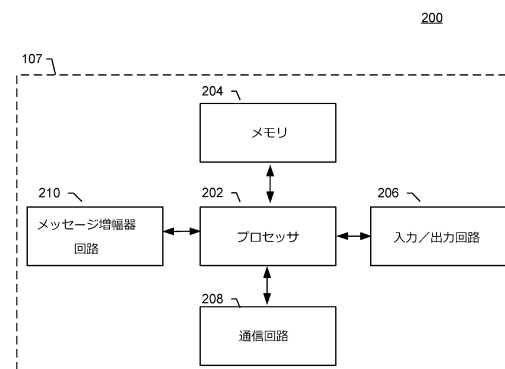 200
107
204
メモリ
210
202
206
メッセージ増幅器
回路
プロセッサ
入力／出力回路
208
通信回路